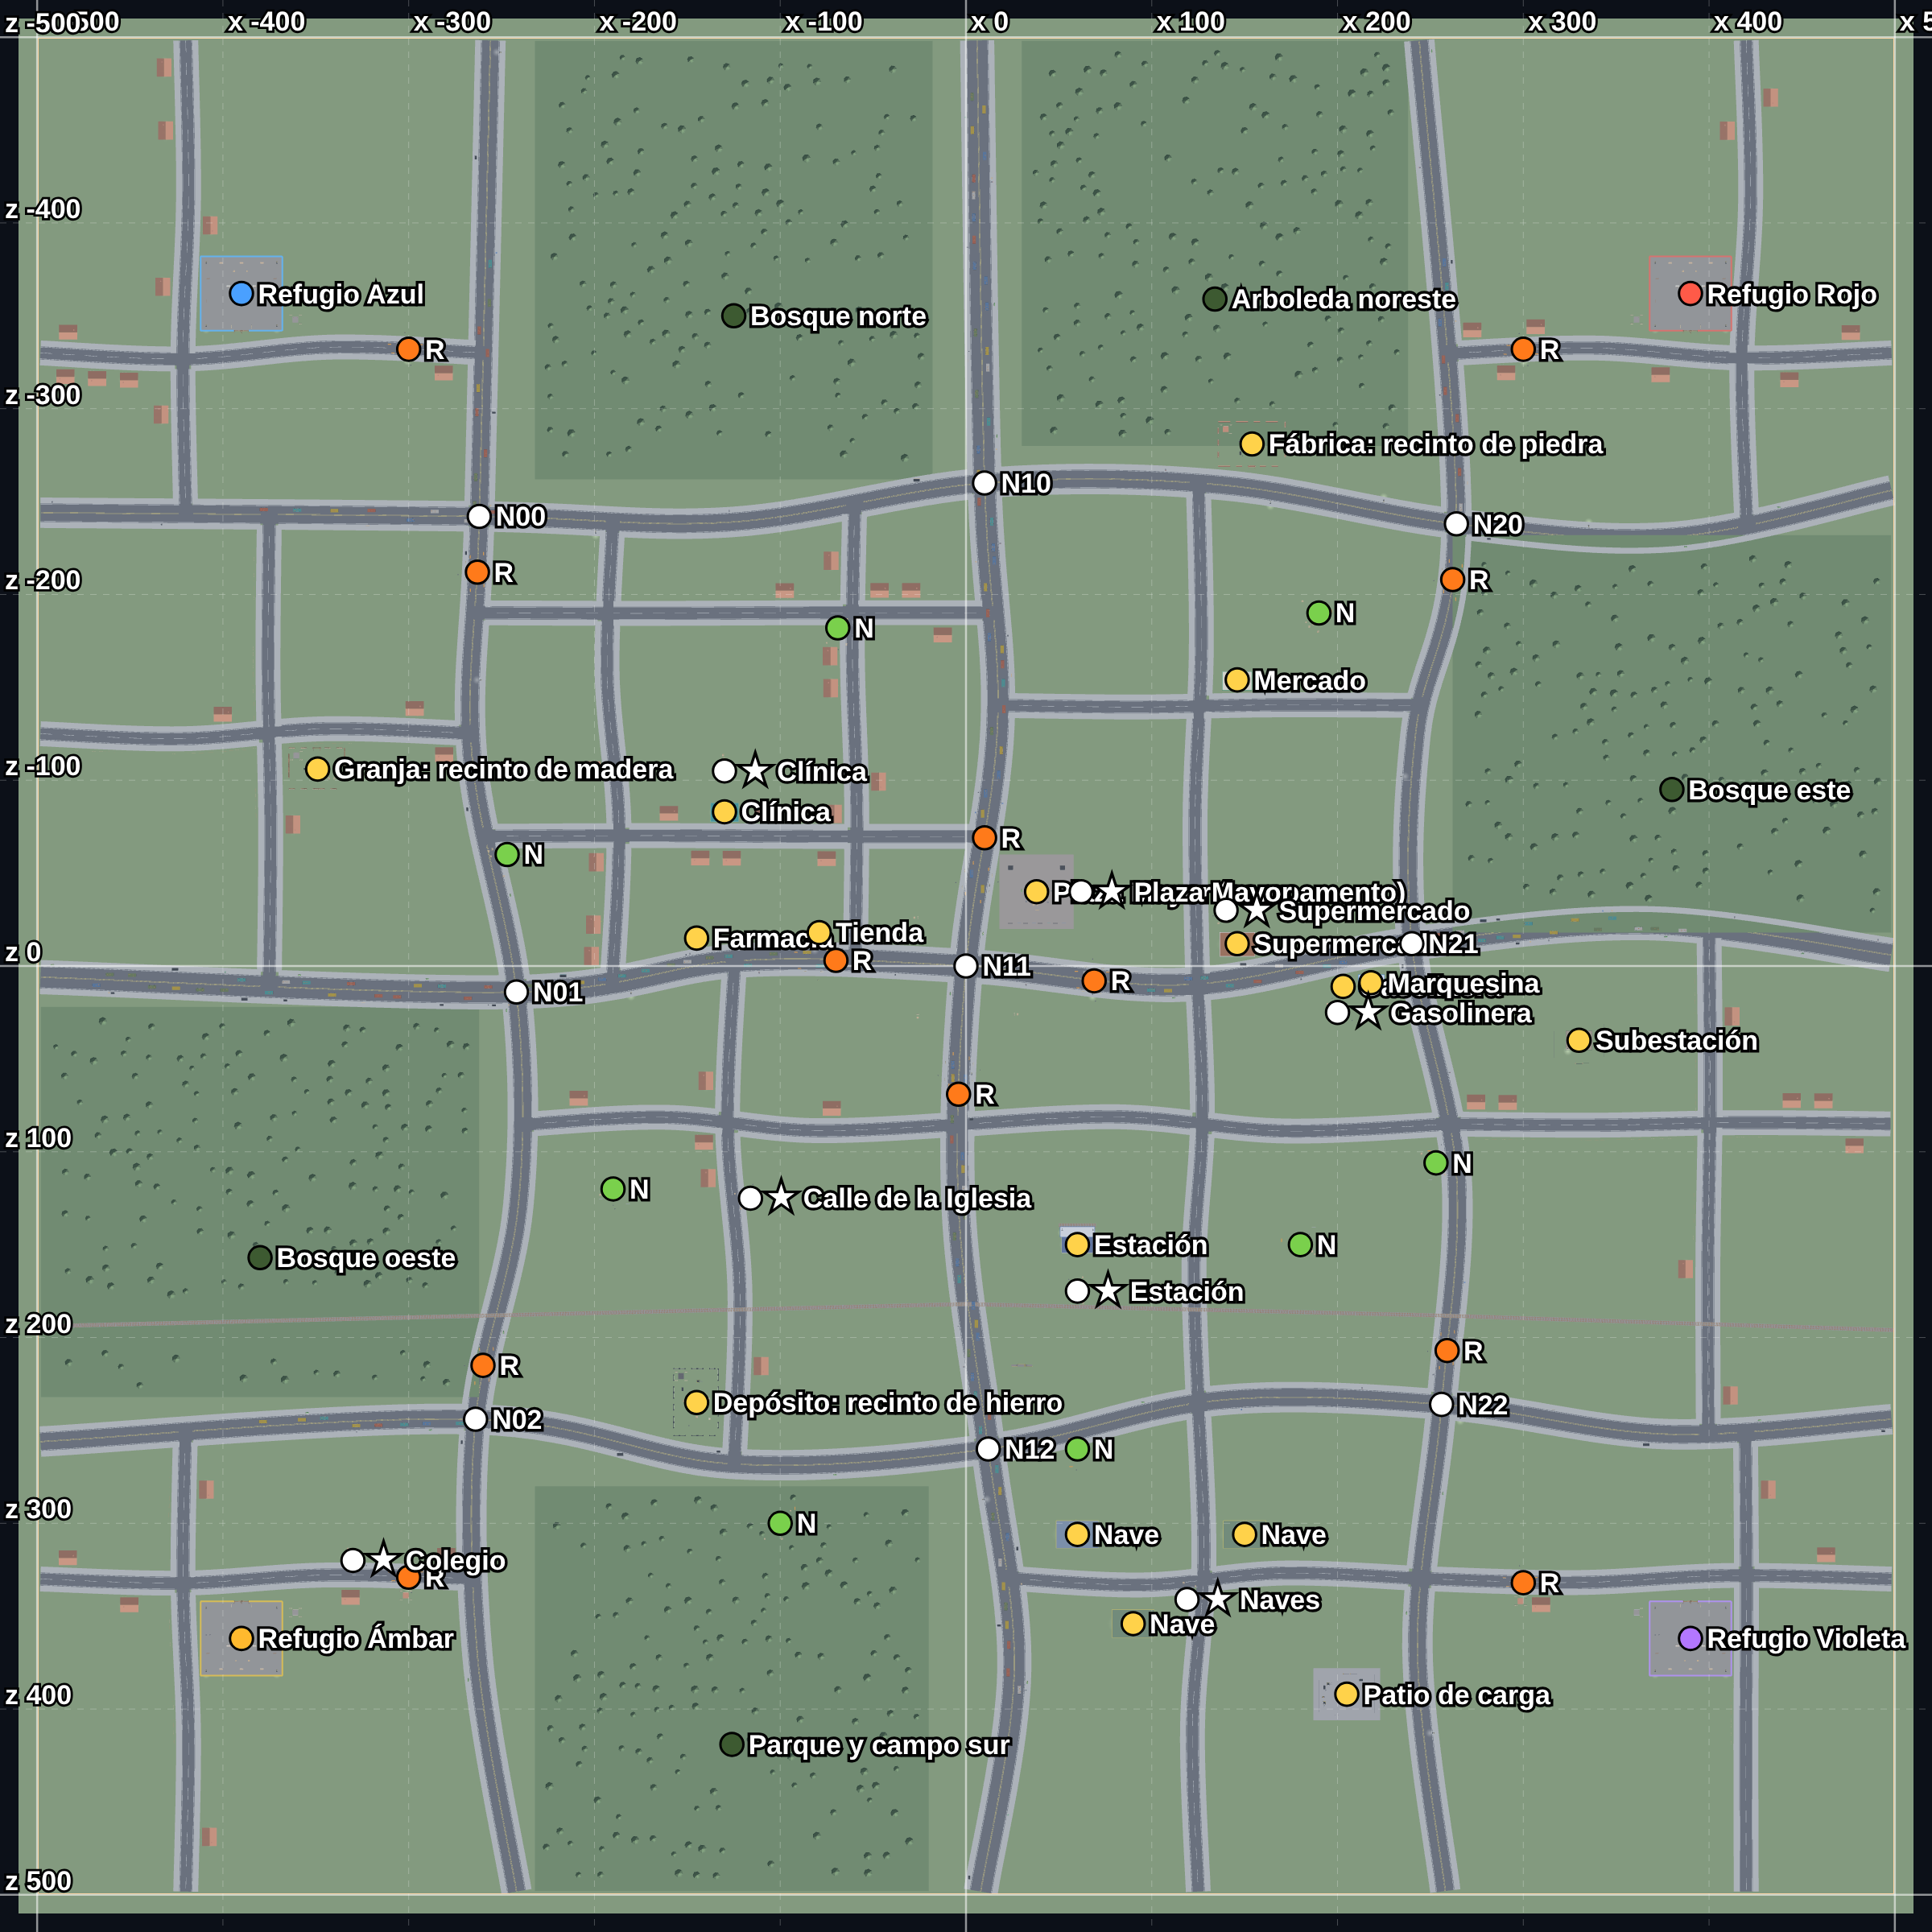 x -400
x -300
x -200
x -100
x 0
x 100
x 200
x 300
x 400
z -500
z -400
Refugio Azul
Refugio Rojo
Arboleda noreste
Bosque norte
R
R
z -300
Fábrica: recinto de piedra
N10
N00
N20
R
R
z -200
N
N
Mercado
z -100
Granja: recinto de madera
Clínica
Bosque este
Clínica
R
N
Plaza Mayor
Supermercado
Farmacia
Tienda
N21
z 0
R
N11
R
Marquesina
N01
Gasolinera
Subestación
R
z 100
N
N
Calle de la Iglesia
Estación
N
Bosque oeste
Estación
z 200
R
R
Depósito: recinto de hierro
N22
N02
N12
N
z 300
N
Nave
Nave
Colegio
R
R
Naves
Nave
Refugio Ámbar
Refugio Violeta
z 400
Patio de carga
Parque y campo sur
z 500